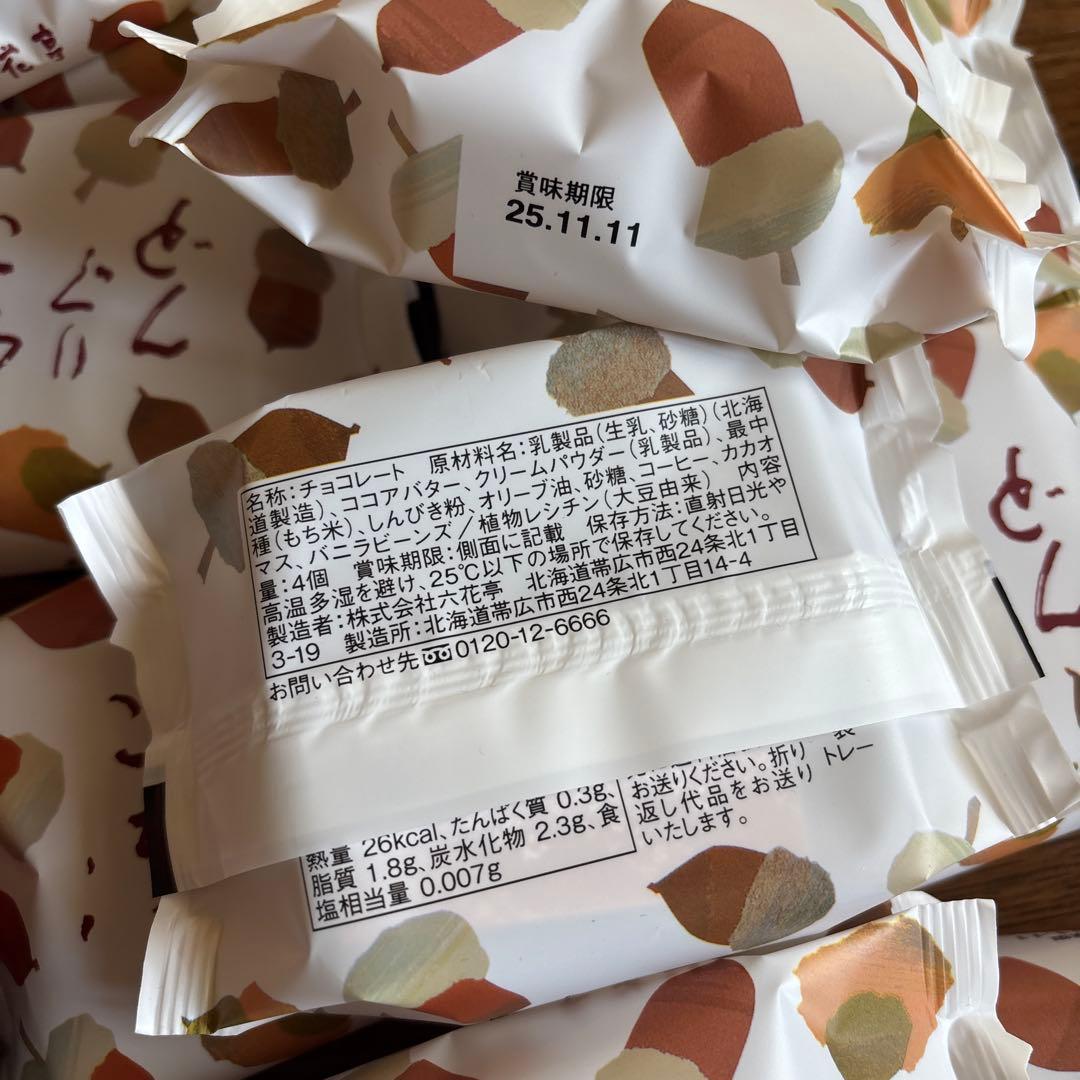 花亭
賞味期限
25.11.11
どん
ぐり
どん
名称:チョコレート 原材料名:乳製品(生乳、砂糖)(北海
道製造)、ココアバター、クリームパウダー(乳製品)、最中
種(もち米)、しんびき粉、オリーブ油、砂糖、コーヒー、カカオ
マス、バニラビーンズ/植物レシチン(大豆由来) 内容
量:4個 賞味期限:側面に記載 保存方法:直射日光や
高温多湿を避け、25℃以下の場所で保存してください。
製造者:株式会社六花亭 北海道帯広市西24条北1丁目
3-19 製造所:北海道帯広市西24条北1丁目14-4
お問い合わせ先 0120-12-6666
熱量 26kcal、たんぱく質 0.3g、
脂質 1.8g、炭水化物 2.3g、食
塩相当量 0.007g
お送りください。折り
返し代品をお送り
いたします。
トレー